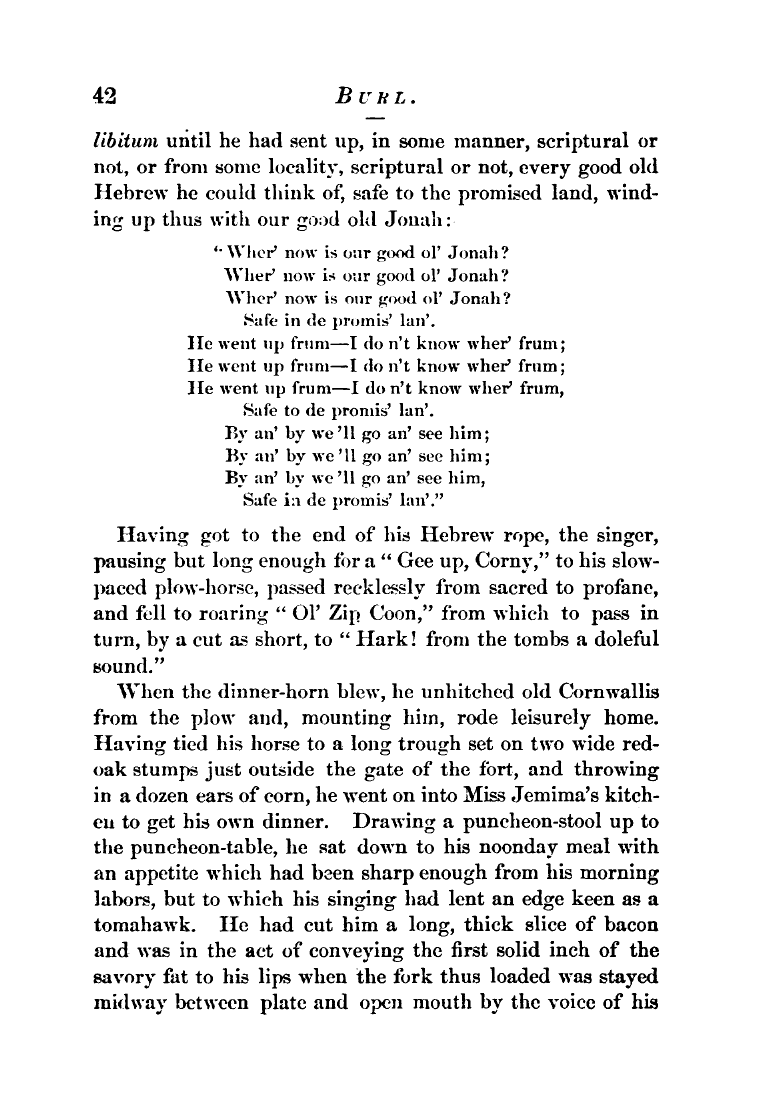 42 BURL.
libitum until he had sent up, in some manner, scriptural or
not, or from some locality, scriptural or not, every good old
Hebrew he could think of, safe to the promised land, wind-
ing up thus with our good old Jonah:
“Wher’ now is our good ol’ Jonah?
Wher’ now is our good ol’ Jonah?
Wher’ now is our good ol’ Jonah?
Safe in de promis’ lan’.
He went up frum—I do n’t know wher’ frum;
He went up frum—I do n’t know wher’ frum;
He went up frum—I do n’t know wher’ frum,
Safe to de promis’ lan’.
By an’ by we ’ll go an’ see him;
By an’ by we ’ll go an’ see him;
By an’ by we ’ll go an’ see him,
Safe in de promis’ lan’.”
Having got to the end of his Hebrew rope, the singer,
pausing but long enough for a “ Gee up, Corny,” to his slow-
paced plow-horse, passed recklessly from sacred to profane,
and fell to roaring “ Ol’ Zip Coon,” from which to pass in
turn, by a cut as short, to “ Hark! from the tombs a doleful
sound.”
When the dinner-horn blew, he unhitched old Cornwallis
from the plow and, mounting him, rode leisurely home.
Having tied his horse to a long trough set on two wide red-
oak stumps just outside the gate of the fort, and throwing
in a dozen ears of corn, he went on into Miss Jemima’s kitch-
en to get his own dinner. Drawing a puncheon-stool up to
the puncheon-table, he sat down to his noonday meal with
an appetite which had been sharp enough from his morning
labors, but to which his singing had lent an edge keen as a
tomahawk. He had cut him a long, thick slice of bacon
and was in the act of conveying the first solid inch of the
savory fat to his lips when the fork thus loaded was stayed
midway between plate and open mouth by the voice of his